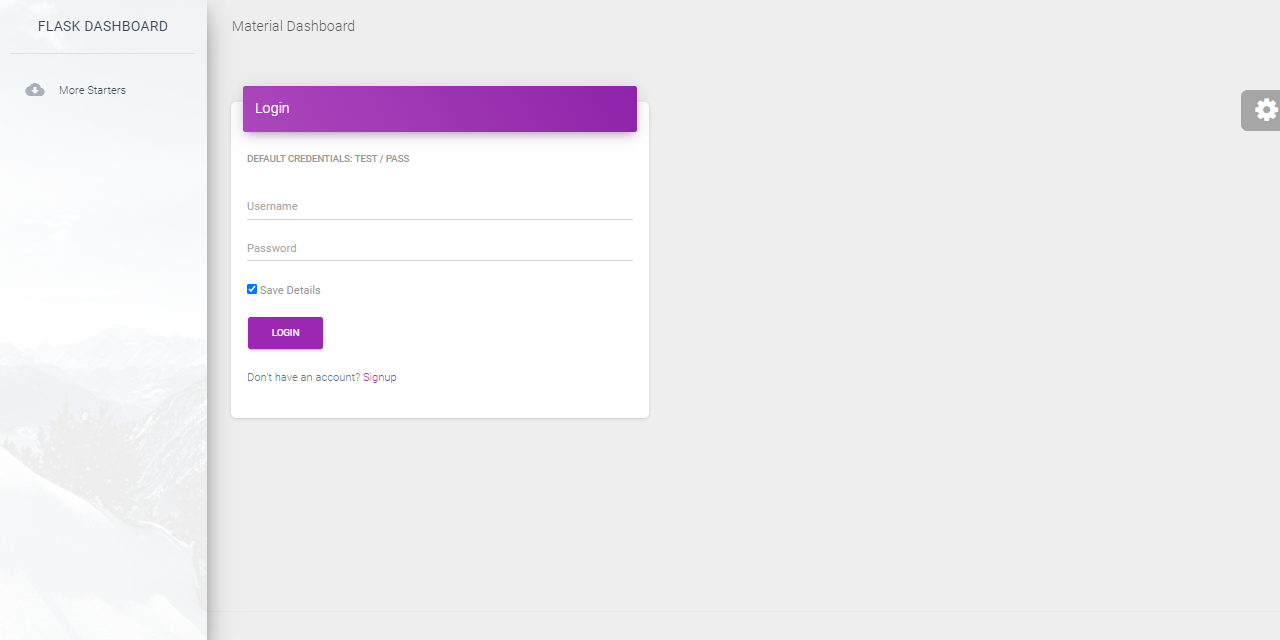 FLASK DASHBOARD
More Starters
Material Dashboard
Login
DEFAULT CREDENTIALS: TEST / PASS
Username
Password
Save Details
LOGIN
Don't have an account? Signup